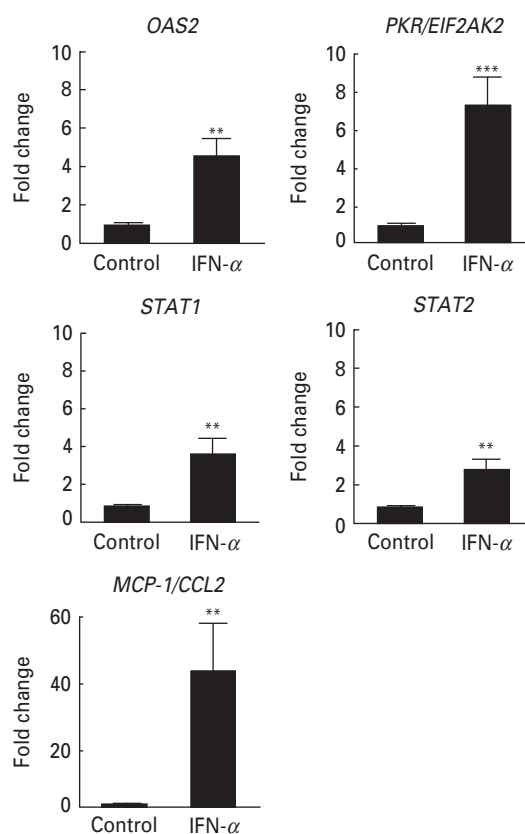 OAS2
10
8
6
4
2
0
Fold change
**
Control IFN-α
PKR/EIF2AK2
10
8
6
4
2
0
Fold change
***
Control IFN-α
STAT1
10
8
6
4
2
0
Fold change
**
Control IFN-α
STAT2
10
8
6
4
2
0
Fold change
**
Control IFN-α
MCP-1/CCL2
60
40
20
0
Fold change
**
Control IFN-α